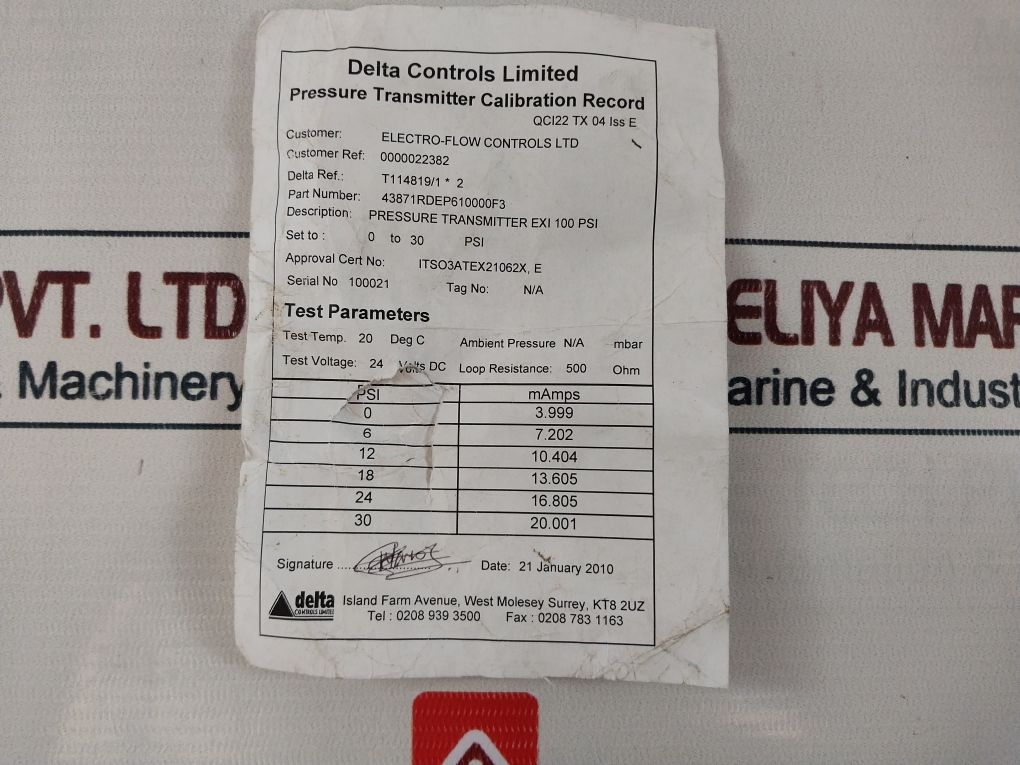 Delta Controls Limited
Pressure Transmitter Calibration Record
QCI22 TX 04 Iss E
Customer: ELECTRO-FLOW CONTROLS LTD
Customer Ref: 0000022382
Delta Ref.: T114819/1 * 2
Part Number: 43871RDEP610000F3
Description: PRESSURE TRANSMITTER EXI 100 PSI
Set to : 0 to 30 PSI
Approval Cert No: ITSO3ATEX21062X, E
Serial No 100021 Tag No: N/A
Test Parameters
Test Temp. 20 Deg C Ambient Pressure N/A mbar
Test Voltage: 24 Volts DC Loop Resistance: 500 Ohm
PSI mAmps
0 3.999
6 7.202
12 10.404
18 13.605
24 16.805
30 20.001
Signature .... Date: 21 January 2010
delta
CONTROLS LIMITED
Island Farm Avenue, West Molesey Surrey, KT8 2UZ
Tel : 0208 939 3500 Fax : 0208 783 1163
PVT. LTD
& Machinery
ELIYA MAR
arine & Indust